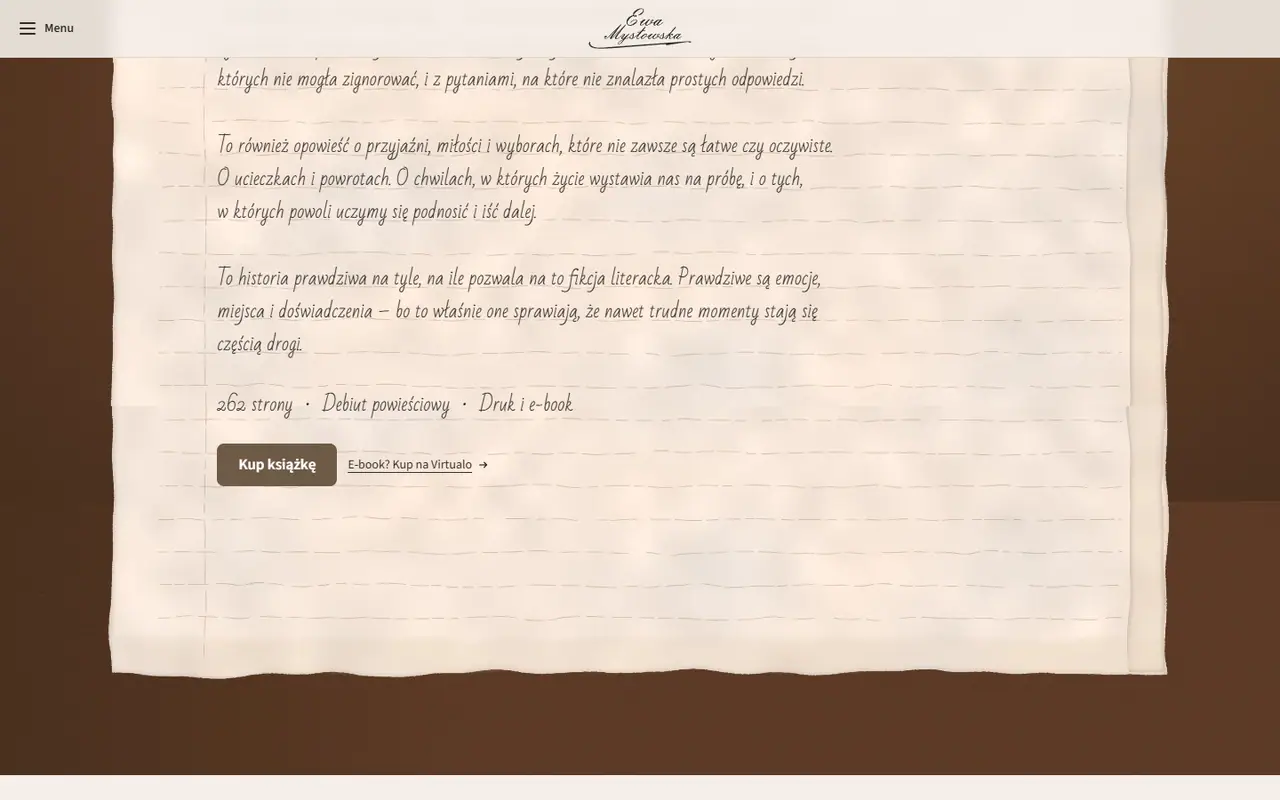 Menu
Ewa
Mysłowska
których nie mogła zignorować, i z pytaniami, na które nie znalazła prostych odpowiedzi.
To również opowieść o przyjaźni, miłości i wyborach, które nie zawsze są łatwe czy oczywiste.
O ucieczkach i powrotach. O chwilach, w których życie wystawia nas na próbę, i o tych,
w których powoli uczymy się podnosić i iść dalej.
To historia prawdziwa na tyle, na ile pozwala na to fikcja literacka. Prawdziwe są emocje,
miejsca i doświadczenia – bo to właśnie one sprawiają, że nawet trudne momenty stają się
częścią drogi.
262 strony · Debiut powieściowy · Druk i e-book
Kup książkę
E-book? Kup na Virtualo →